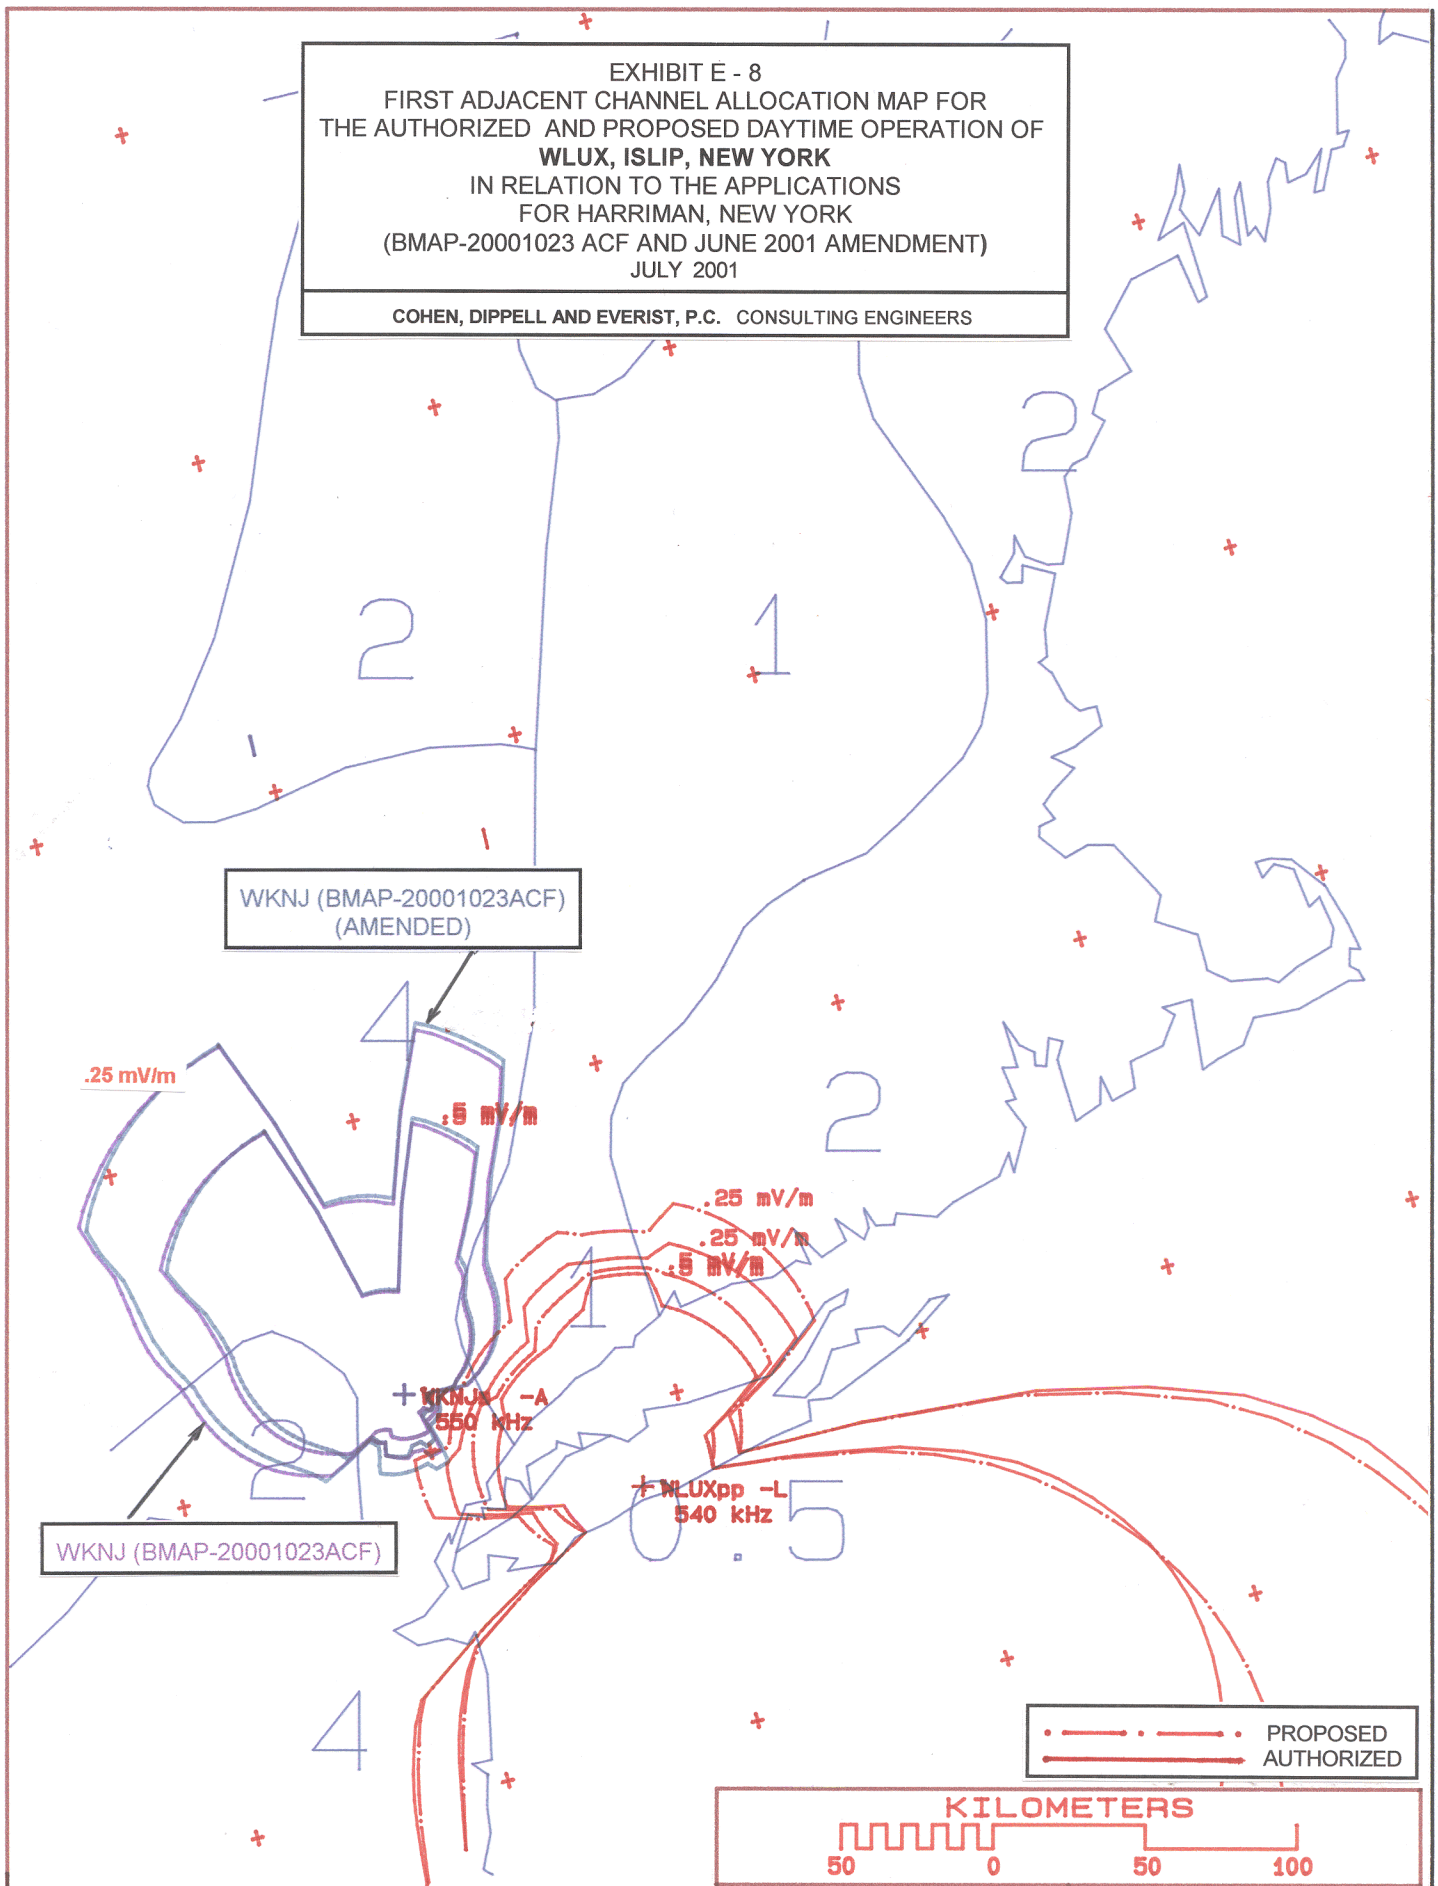 EXHIBIT E - 8
FIRST ADJACENT CHANNEL ALLOCATION MAP FOR
THE AUTHORIZED AND PROPOSED DAYTIME OPERATION OF
WLUX, ISLIP, NEW YORK
IN RELATION TO THE APPLICATIONS
FOR HARRIMAN, NEW YORK
(BMAP-20001023 ACF AND JUNE 2001 AMENDMENT)
JULY 2001
COHEN, DIPPELL AND EVERIST, P.C. CONSULTING ENGINEERS
2
2
1
WKNJ (BMAP-20001023ACF)
(AMENDED)
4
.25 mV/m
.5 mV/m
2
.25 mV/m
.25 mV/m
.5 mV/m
1
WKNJa -A
550 kHz
2
WLUXpp -L
540 kHz
0.5
WKNJ (BMAP-20001023ACF)
4
PROPOSED
AUTHORIZED
KILOMETERS
50 0 50 100